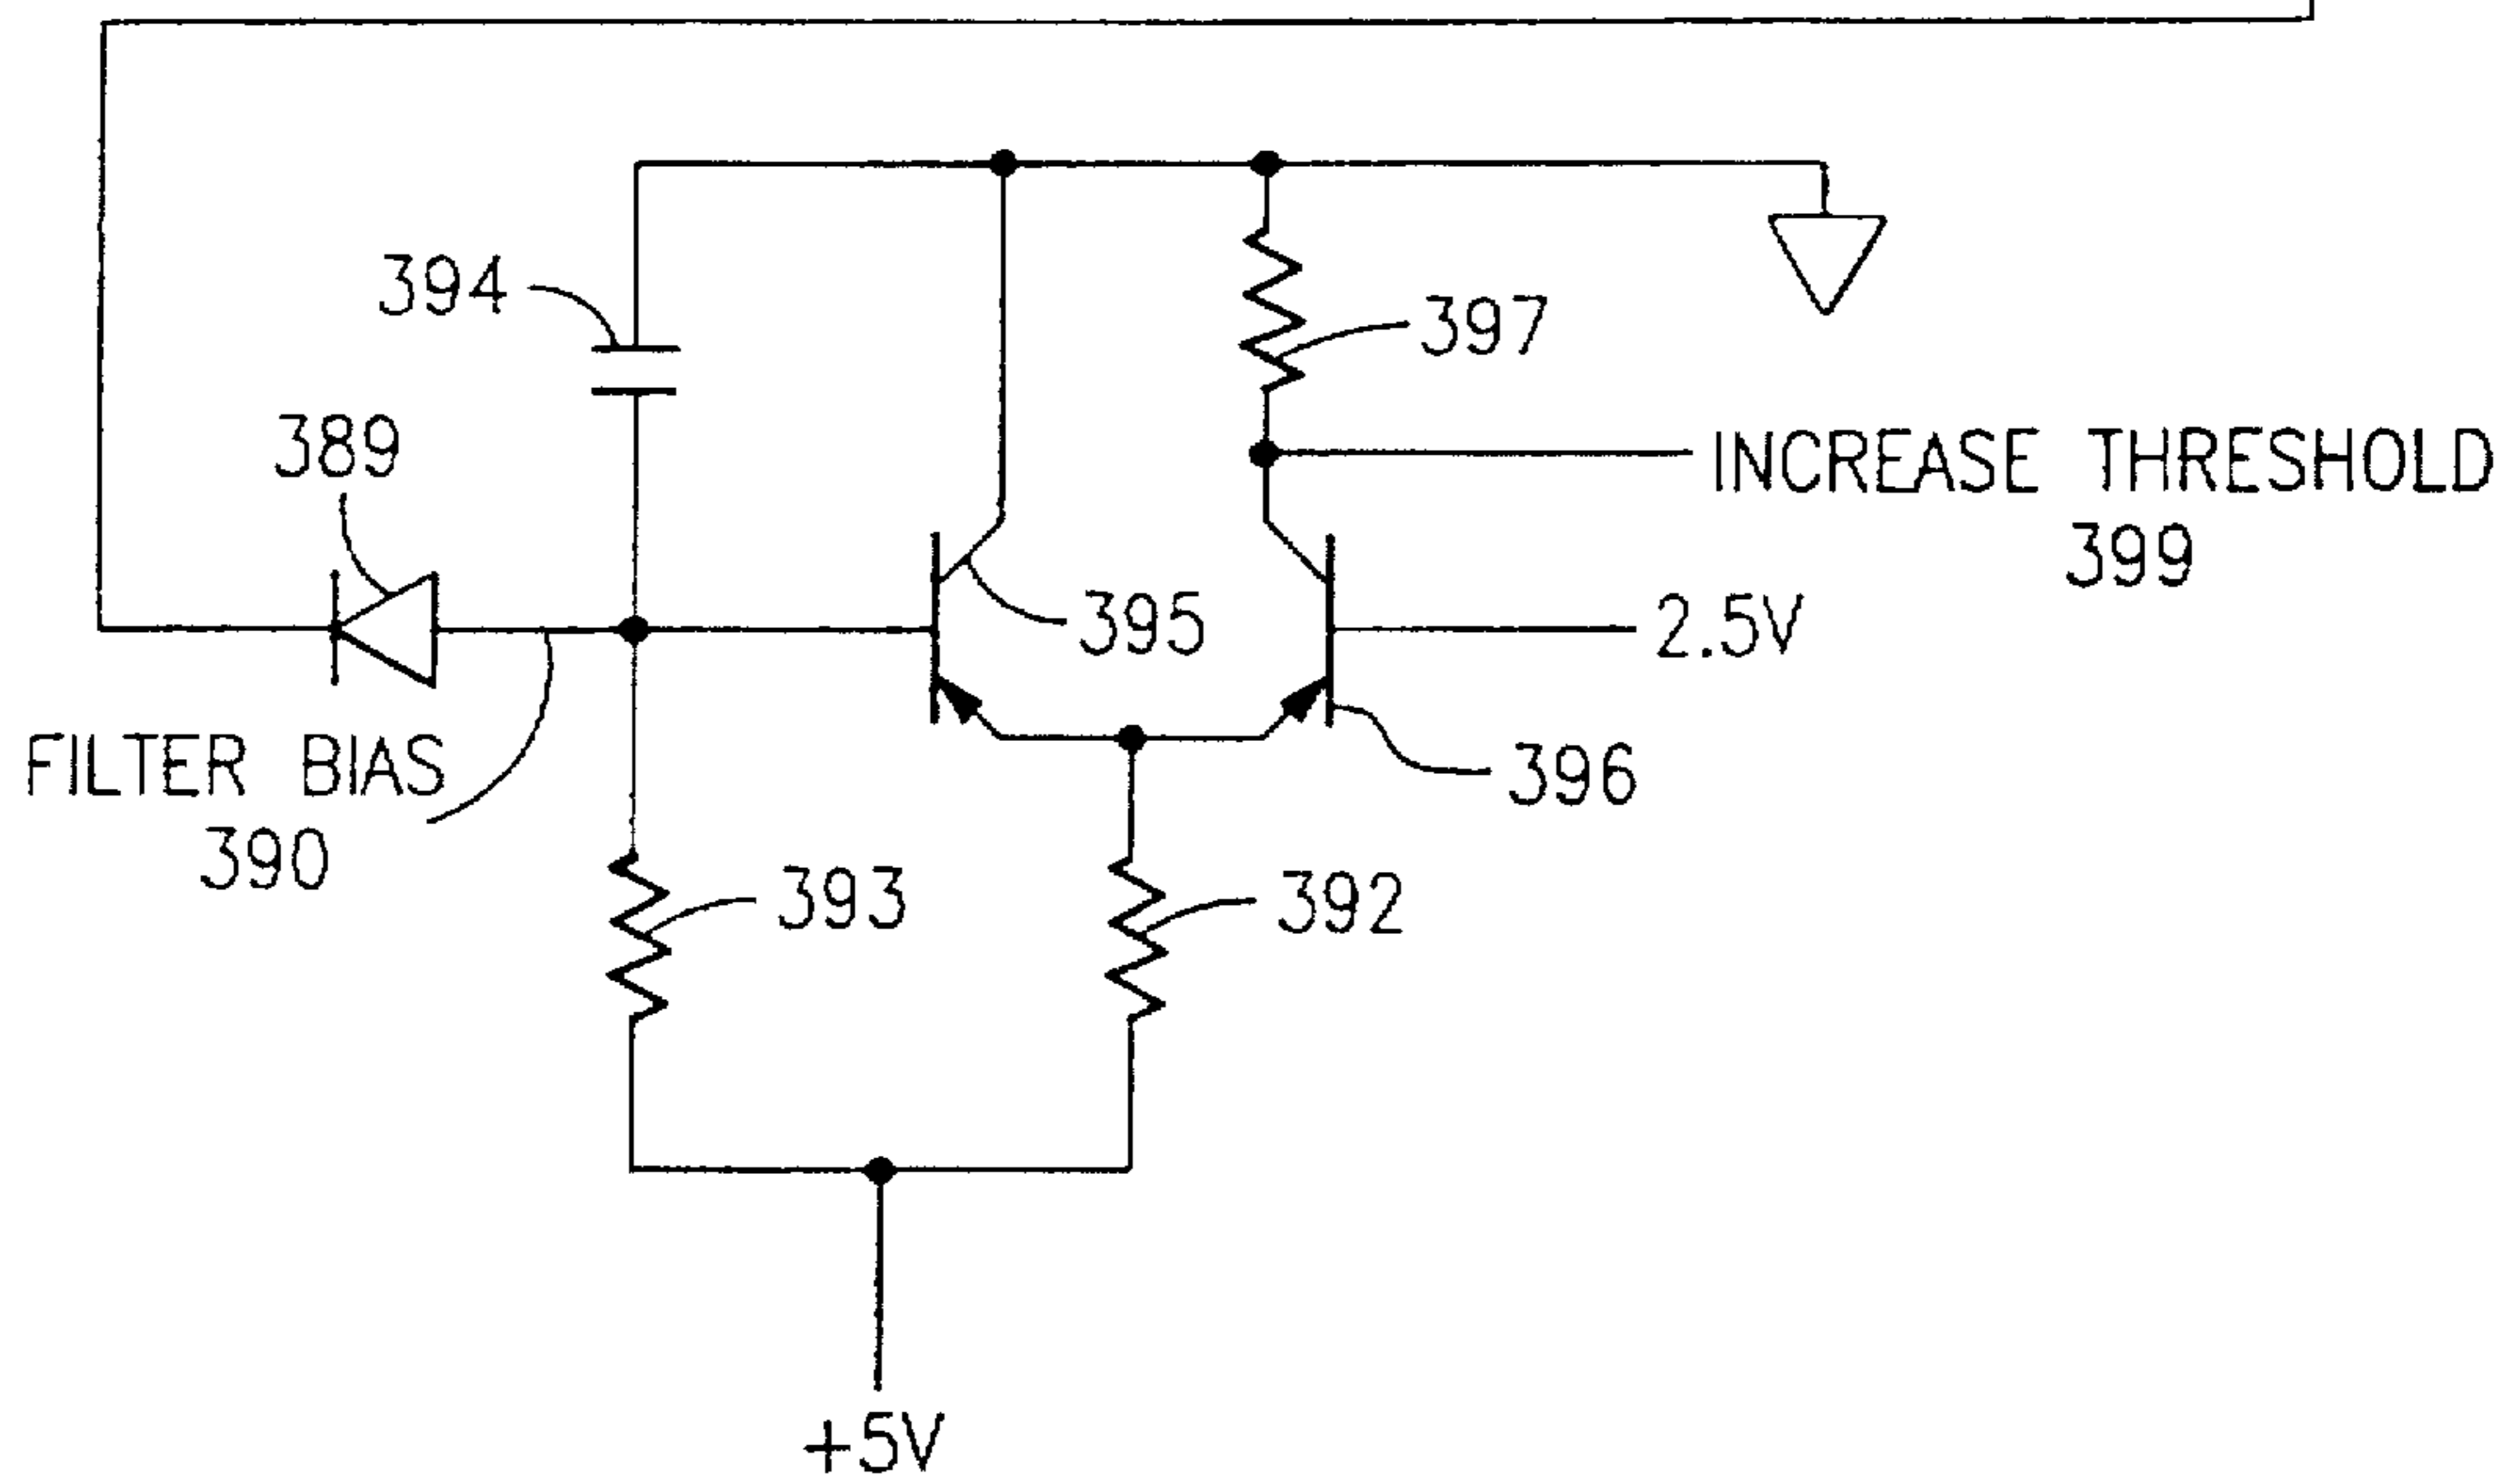 394
397
389
INCREASE THRESHOLD
399
395
2.5V
FILTER BIAS
390
396
393
392
+5V